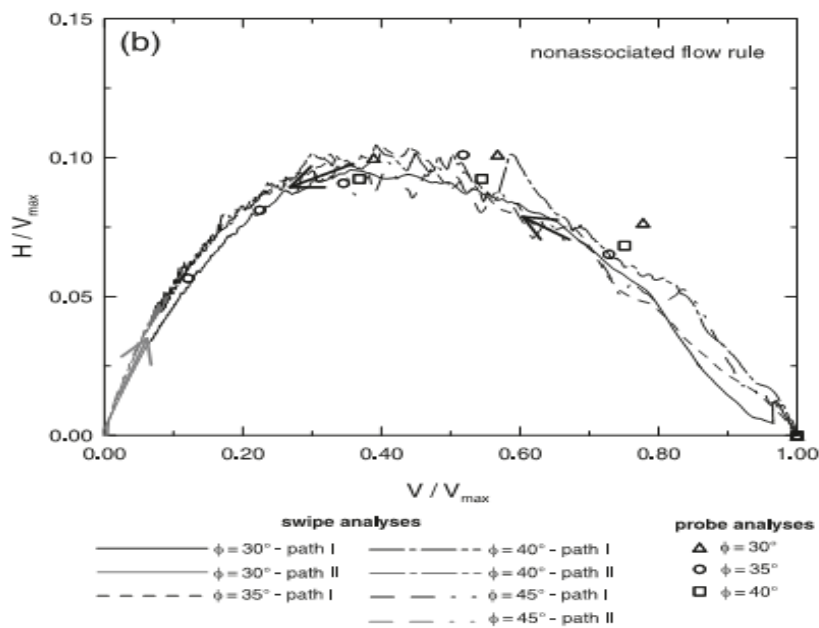 0.15
(b)
nonassociated flow rule
0.10
H / Vmax
0.05
0.00
0.00 0.20 0.40 0.60 0.80 1.00
V / Vmax
swipe analyses probe analyses
ϕ = 30° - path I ϕ = 40° - path I ϕ = 30°
ϕ = 30° - path II ϕ = 40° - path II ϕ = 35°
ϕ = 35° - path I ϕ = 45° - path I ϕ = 40°
ϕ = 45° - path II